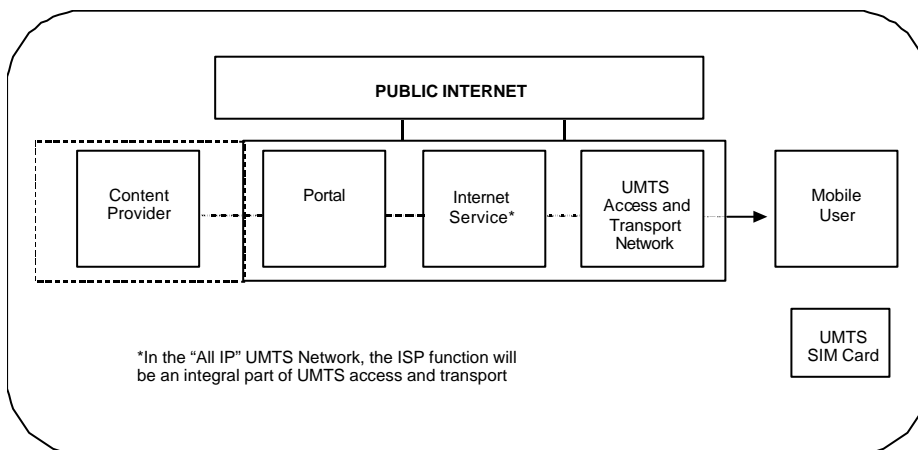 PUBLIC INTERNET
Content
Provider
Portal
Internet
Service*
UMTS
Access and
Transport
Network
Mobile
User
UMTS
SIM Card
*In the “All IP” UMTS Network, the ISP function will
be an integral part of UMTS access and transport